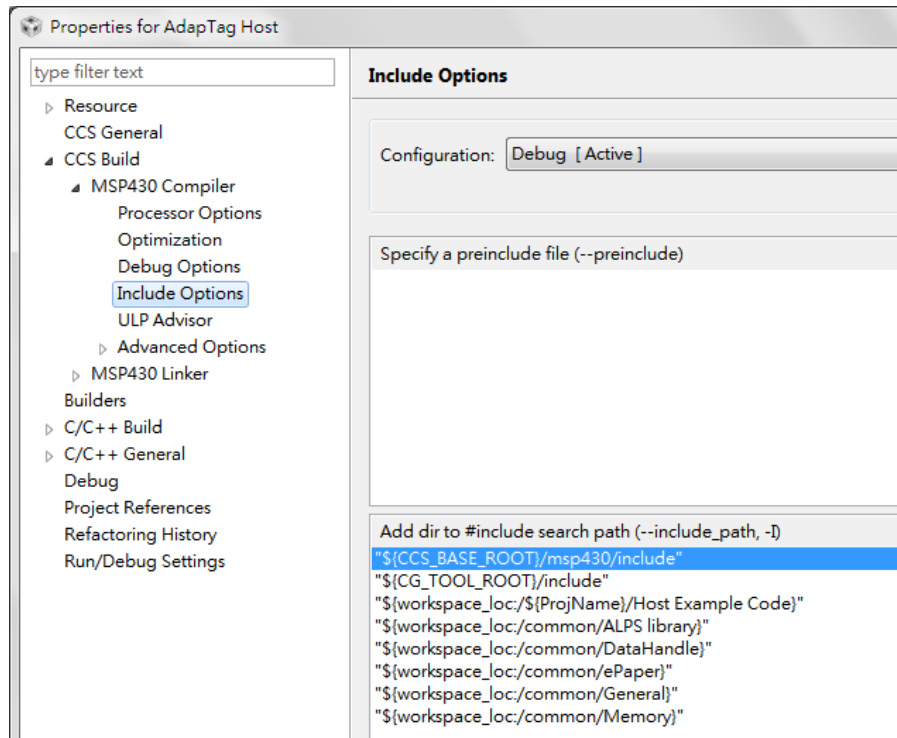 Properties for AdapTag Host
type filter text
Resource
CCS General
CCS Build
MSP430 Compiler
Processor Options
Optimization
Debug Options
Include Options
ULP Advisor
Advanced Options
MSP430 Linker
Builders
C/C++ Build
C/C++ General
Debug
Project References
Refactoring History
Run/Debug Settings
Include Options
Configuration: Debug [ Active ]
Specify a preinclude file (--preinclude)
Add dir to #include search path (--include_path, -I)
"${CCS_BASE_ROOT}/msp430/include"
"${CG_TOOL_ROOT}/include"
"${workspace_loc:/${ProjName}/Host Example Code}"
"${workspace_loc:/common/ALPS library}"
"${workspace_loc:/common/DataHandle}"
"${workspace_loc:/common/ePaper}"
"${workspace_loc:/common/General}"
"${workspace_loc:/common/Memory}"